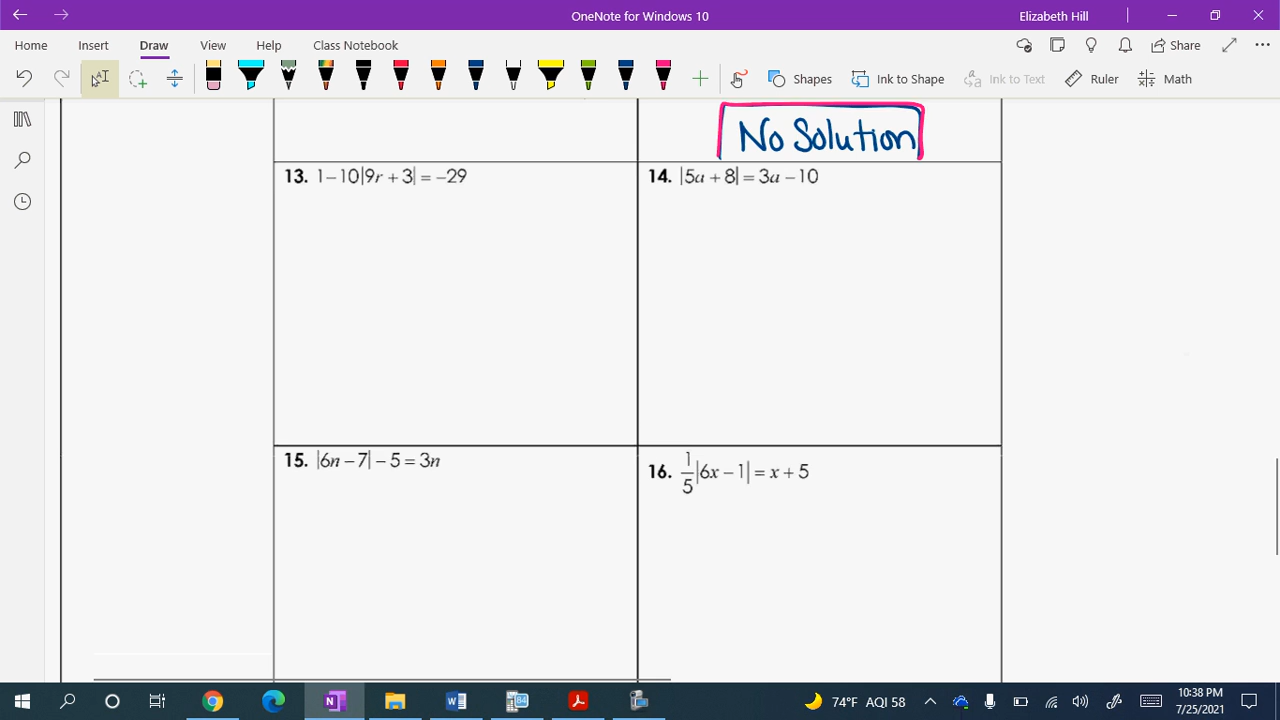 OneNote for Windows 10
Elizabeth Hill
Home Insert Draw View Help Class Notebook
Share
Shapes Ink to Shape Ink to Text Ruler Math
No Solution
13. 1−10|9r + 3| = −29
14. |5a + 8| = 3a −10
15. |6n − 7| − 5 = 3n
16. 1/5|6x − 1| = x + 5
74°F AQI 58
10:38 PM
7/25/2021